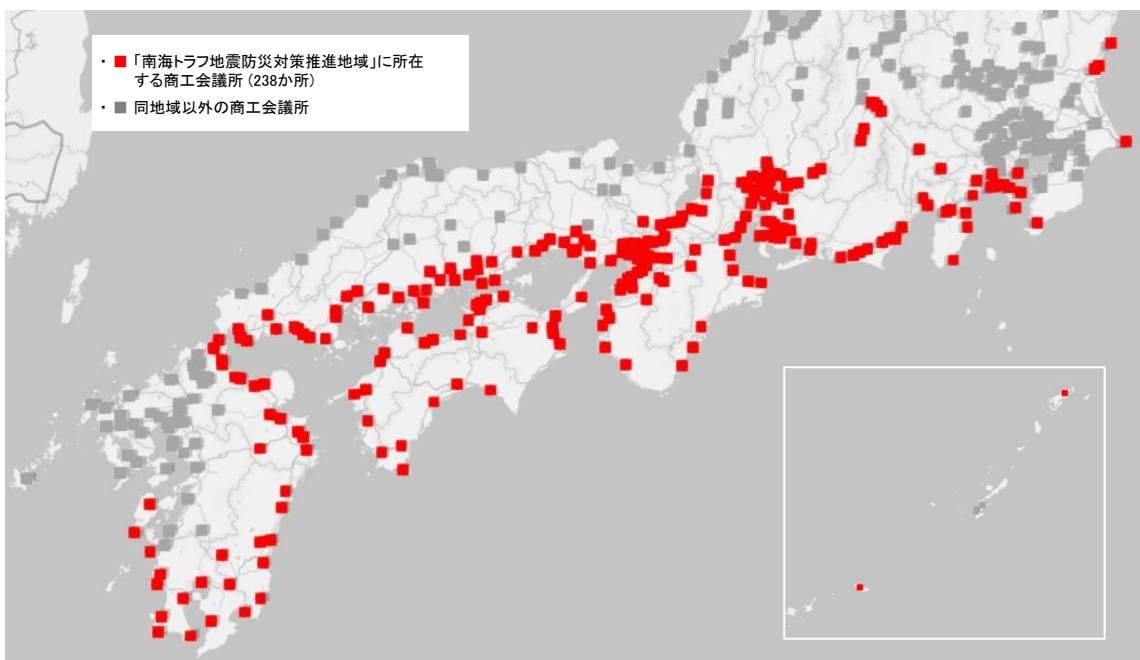 ・ ■ 「南海トラフ地震防災対策推進地域」に所在
する商工会議所 (238か所)
・ ■ 同地域以外の商工会議所